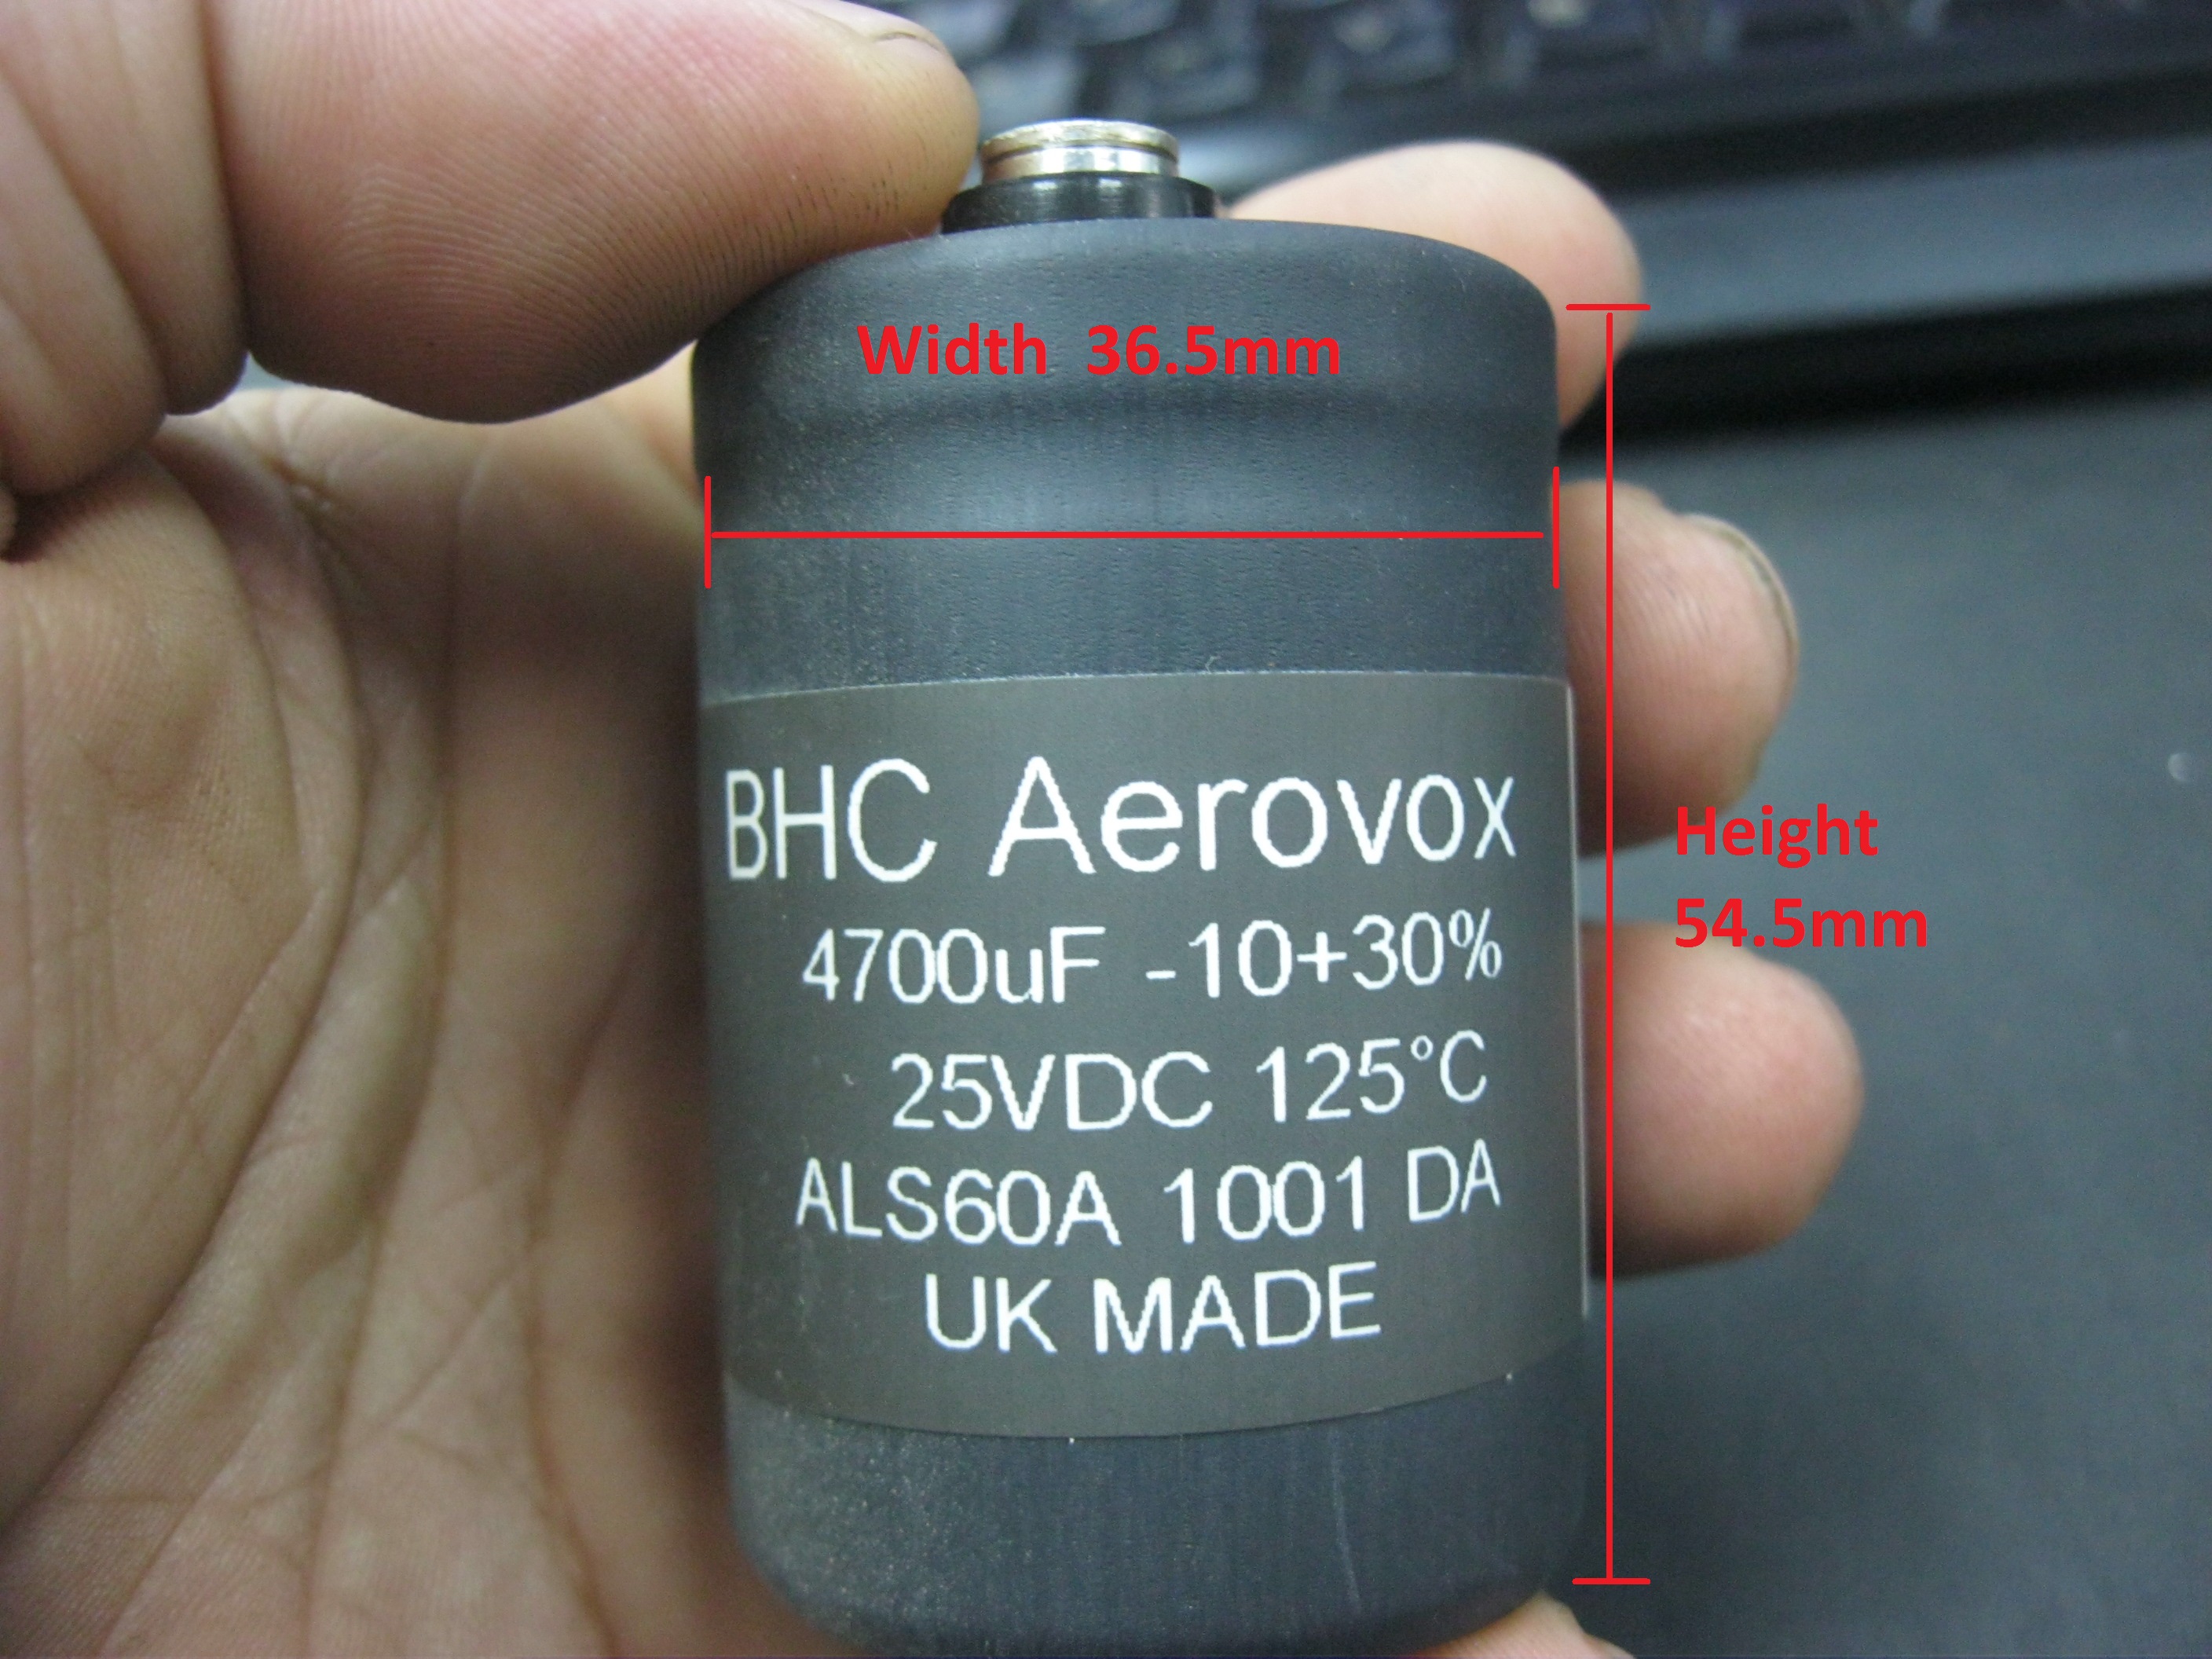 Width 36.5mm
Height
54.5mm
BHC Aerovox
4700uF -10+30%
25VDC 125°C
ALS60A 1001 DA
UK MADE